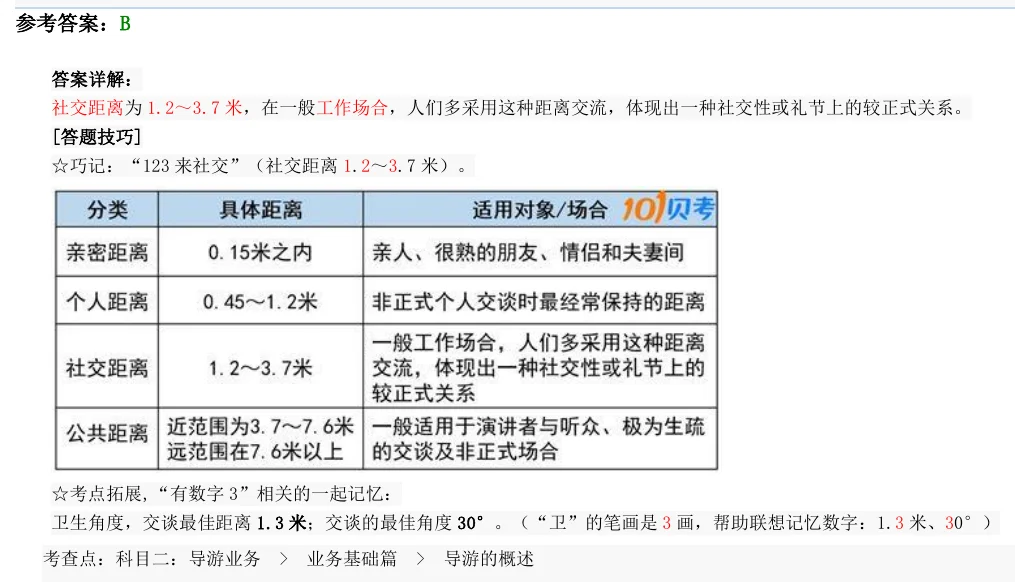 参考答案：B
答案详解：
社交距离为 1.2～3.7 米，在一般工作场合，人们多采用这种距离交流，体现出一种社交性或礼节上的较正式关系。
[答题技巧]
☆巧记：“123 来社交”（社交距离 1.2～3.7 米）。
分类 具体距离 适用对象/场合 101贝考
亲密距离 0.15米之内 亲人、很熟的朋友、情侣和夫妻间
个人距离 0.45～1.2米 非正式个人交谈时最经常保持的距离
社交距离 1.2～3.7米 一般工作场合，人们多采用这种距离
交流，体现出一种社交性或礼节上的
较正式关系
公共距离 近范围为3.7～7.6米 一般适用于演讲者与听众、极为生疏
远范围在7.6米以上 的交谈及非正式场合
☆考点拓展,“有数字 3”相关的一起记忆：
卫生角度，交谈最佳距离 1.3 米；交谈的最佳角度 30°。（“卫”的笔画是 3 画，帮助联想记忆数字：1.3 米、30°）
考查点：科目二：导游业务 > 业务基础篇 > 导游的概述